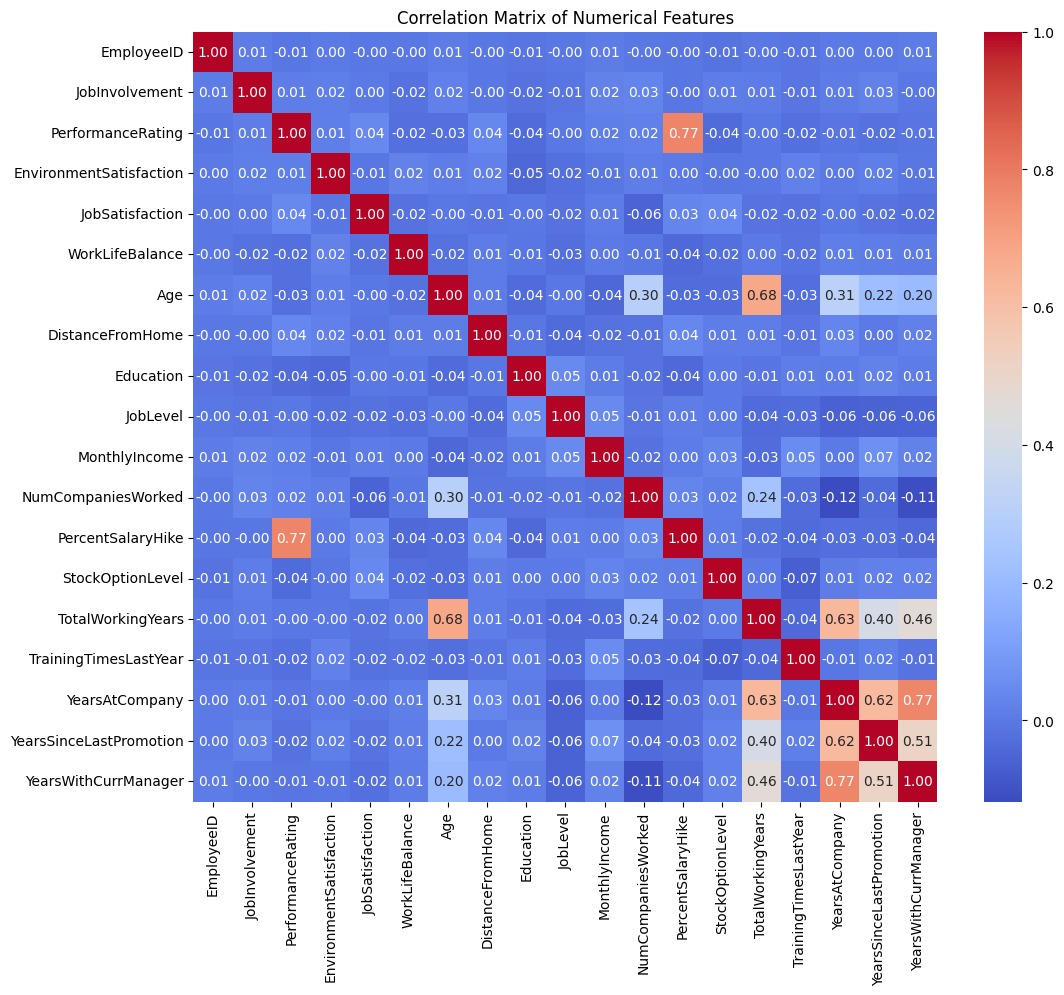 Correlation Matrix of Numerical Features
EmployeeID 1.00 0.01 -0.01 0.00 -0.00 -0.00 0.01 -0.00 -0.01 -0.00 0.01 -0.00 -0.00 -0.01 -0.00 -0.01 0.00 0.00 0.01
JobInvolvement 0.01 1.00 0.01 0.02 0.00 -0.02 0.02 -0.00 -0.02 -0.01 0.02 0.03 -0.00 0.01 0.01 -0.01 0.01 0.03 -0.00
PerformanceRating -0.01 0.01 1.00 0.01 0.04 -0.02 -0.03 0.04 -0.04 -0.00 0.02 0.02 0.77 -0.04 -0.00 -0.02 -0.01 -0.02 -0.01
EnvironmentSatisfaction 0.00 0.02 0.01 1.00 -0.01 0.02 0.01 0.02 -0.05 -0.02 -0.01 0.01 0.00 -0.00 -0.00 0.02 0.00 0.02 -0.01
JobSatisfaction -0.00 0.00 0.04 -0.01 1.00 -0.02 -0.00 -0.01 -0.00 -0.02 0.01 -0.06 0.03 0.04 -0.02 -0.02 -0.00 -0.02 -0.02
WorkLifeBalance -0.00 -0.02 -0.02 0.02 -0.02 1.00 -0.02 0.01 -0.01 -0.03 0.00 -0.01 -0.04 -0.02 0.00 -0.02 0.01 0.01 0.01
Age 0.01 0.02 -0.03 0.01 -0.00 -0.02 1.00 0.01 -0.04 -0.00 -0.04 0.30 -0.03 -0.03 0.68 -0.03 0.31 0.22 0.20
DistanceFromHome -0.00 -0.00 0.04 0.02 -0.01 0.01 0.01 1.00 -0.01 -0.04 -0.02 -0.01 0.04 0.01 0.01 -0.01 0.03 0.00 0.02
Education -0.01 -0.02 -0.04 -0.05 -0.00 -0.01 -0.04 -0.01 1.00 0.05 0.01 -0.02 -0.04 0.00 -0.01 0.01 0.01 0.02 0.01
JobLevel -0.00 -0.01 -0.00 -0.02 -0.02 -0.03 -0.00 -0.04 0.05 1.00 0.05 -0.01 0.01 0.00 -0.04 -0.03 -0.06 -0.06 -0.06
MonthlyIncome 0.01 0.02 0.02 -0.01 0.01 0.00 -0.04 -0.02 0.01 0.05 1.00 -0.02 0.00 0.03 -0.03 0.05 0.00 0.07 0.02
NumCompaniesWorked -0.00 0.03 0.02 0.01 -0.06 -0.01 0.30 -0.01 -0.02 -0.01 -0.02 1.00 0.03 0.02 0.24 -0.03 -0.12 -0.04 -0.11
PercentSalaryHike -0.00 -0.00 0.77 0.00 0.03 -0.04 -0.03 0.04 -0.04 0.01 0.00 0.03 1.00 0.01 -0.02 -0.04 -0.03 -0.03 -0.04
StockOptionLevel -0.01 0.01 -0.04 -0.00 0.04 -0.02 -0.03 0.01 0.00 0.00 0.03 0.02 0.01 1.00 0.00 -0.07 0.01 0.02 0.02
TotalWorkingYears -0.00 0.01 -0.00 -0.00 -0.02 0.00 0.68 0.01 -0.01 -0.04 -0.03 0.24 -0.02 0.00 1.00 -0.04 0.63 0.40 0.46
TrainingTimesLastYear -0.01 -0.01 -0.02 0.02 -0.02 -0.02 -0.03 -0.01 0.01 -0.03 0.05 -0.03 -0.04 -0.07 -0.04 1.00 -0.01 0.02 -0.01
YearsAtCompany 0.00 0.01 -0.01 0.00 -0.00 0.01 0.31 0.03 0.01 -0.06 0.00 -0.12 -0.03 0.01 0.63 -0.01 1.00 0.62 0.77
YearsSinceLastPromotion 0.00 0.03 -0.02 0.02 -0.02 0.01 0.22 0.00 0.02 -0.06 0.07 -0.04 -0.03 0.02 0.40 0.02 0.62 1.00 0.51
YearsWithCurrManager 0.01 -0.00 -0.01 -0.01 -0.02 0.01 0.20 0.02 0.01 -0.06 0.02 -0.11 -0.04 0.02 0.46 -0.01 0.77 0.51 1.00
EmployeeID
JobInvolvement
PerformanceRating
EnvironmentSatisfaction
JobSatisfaction
WorkLifeBalance
Age
DistanceFromHome
Education
JobLevel
MonthlyIncome
NumCompaniesWorked
PercentSalaryHike
StockOptionLevel
TotalWorkingYears
TrainingTimesLastYear
YearsAtCompany
YearsSinceLastPromotion
YearsWithCurrManager
1.0
0.8
0.6
0.4
0.2
0.0